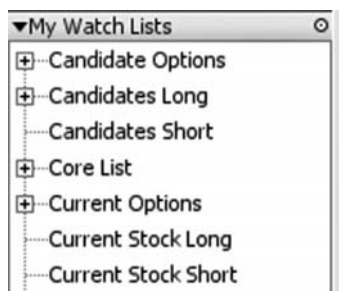 My Watch Lists
Candidate Options
Candidates Long
Candidates Short
Core List
Current Options
Current Stock Long
Current Stock Short